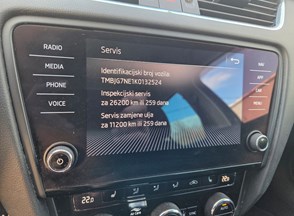 RADIO
MEDIA
PHONE
VOICE
Servis
Identifikacijski broj vozila:
TMBJG7NE1K0132524
Inspekcijski servis
za 26200 km ili 259 dana
Servis zamjene ulja
za 11200 km ili 259 dana
22.0